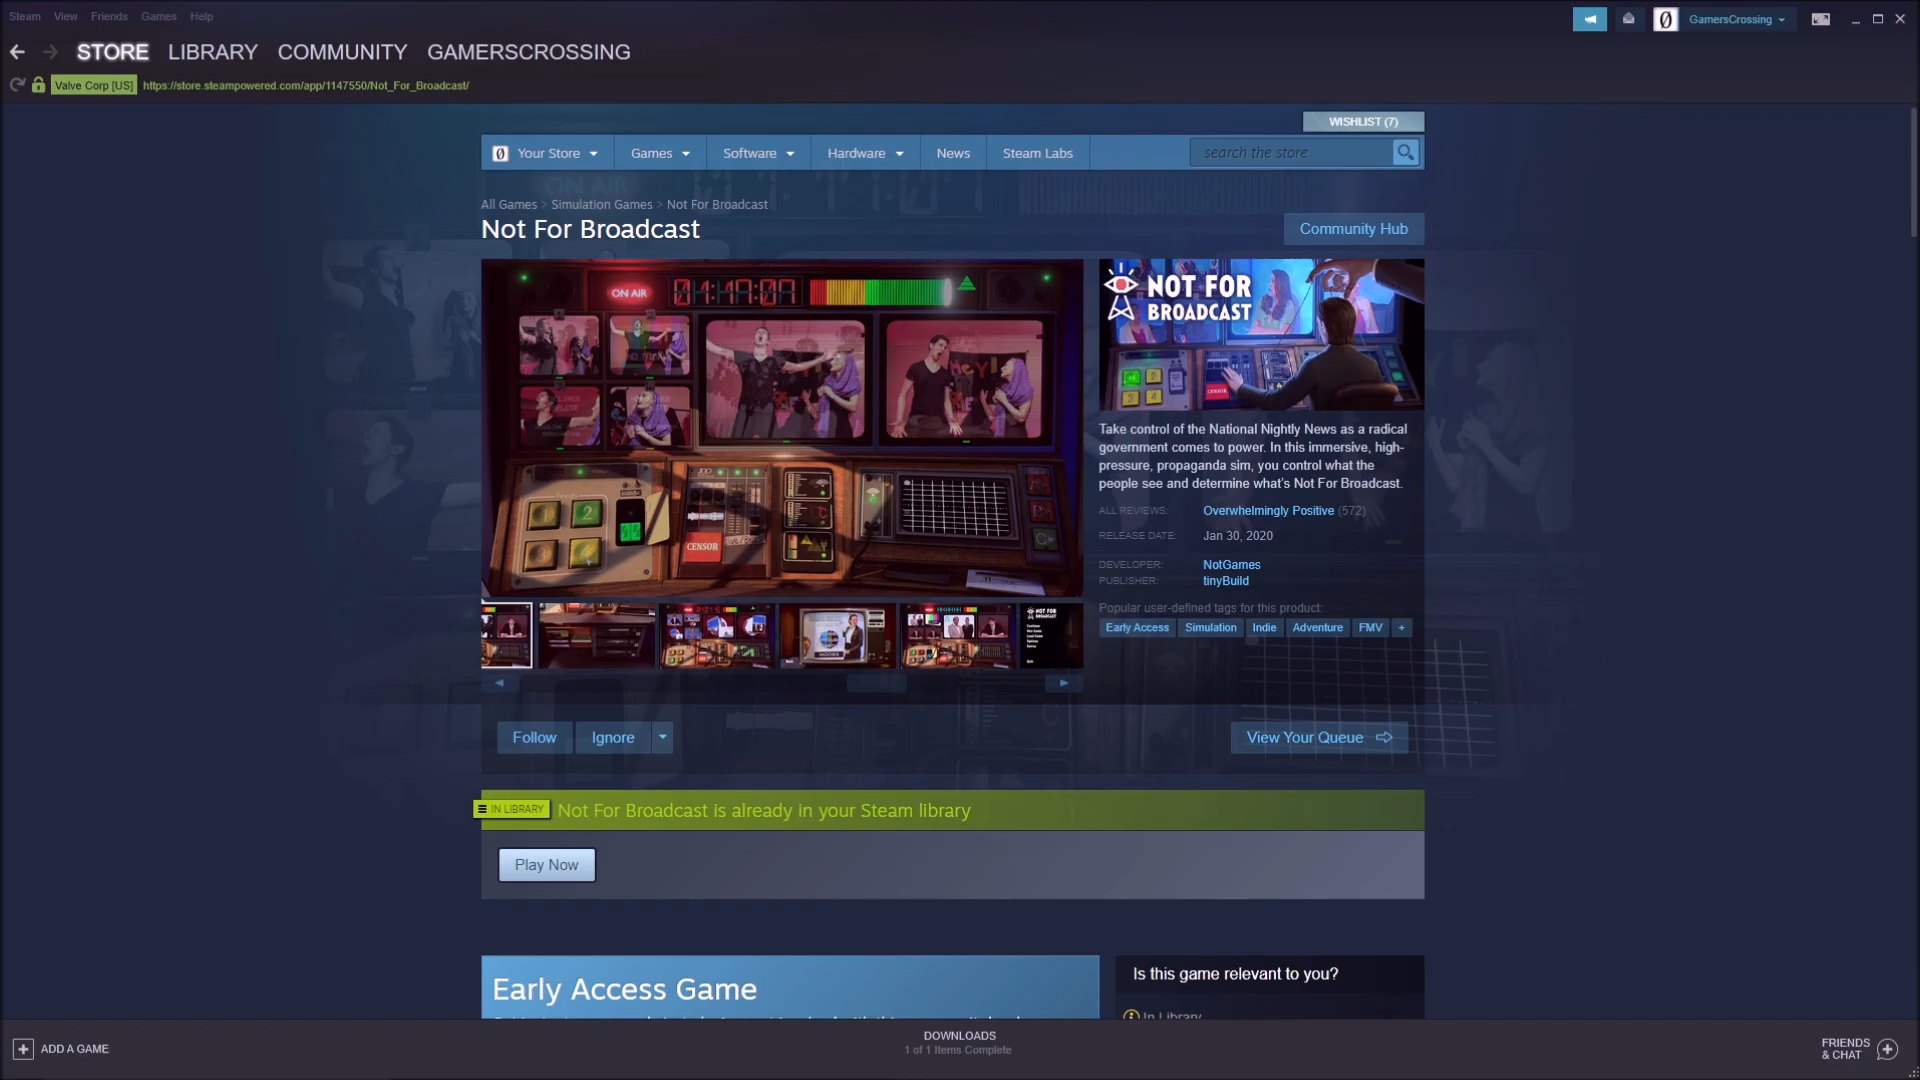 Steam View Friends Games Help
GamersCrossing
STORE LIBRARY COMMUNITY GAMERSCROSSING
Valve Corp [US] https://store.steampowered.com/app/1147550/Not_For_Broadcast/
WISHLIST (7)
Your Store Games Software Hardware News Steam Labs search the store
All Games > Simulation Games > Not For Broadcast
Not For Broadcast
Community Hub
ON AIR
NOT FOR
BROADCAST
Take control of the National Nightly News as a radical
government comes to power. In this immersive, high-
pressure, propaganda sim, you control what the
people see and determine what's Not For Broadcast.
ALL REVIEWS: Overwhelmingly Positive (572)
RELEASE DATE: Jan 30, 2020
DEVELOPER: NotGames
PUBLISHER: tinyBuild
Popular user-defined tags for this product:
Early Access Simulation Indie Adventure FMV +
1 2
CENSOR
Follow Ignore View Your Queue
IN LIBRARY Not For Broadcast is already in your Steam library
Play Now
Early Access Game
Is this game relevant to you?
In Library
ADD A GAME
DOWNLOADS
1 of 1 Items Complete
FRIENDS
& CHAT